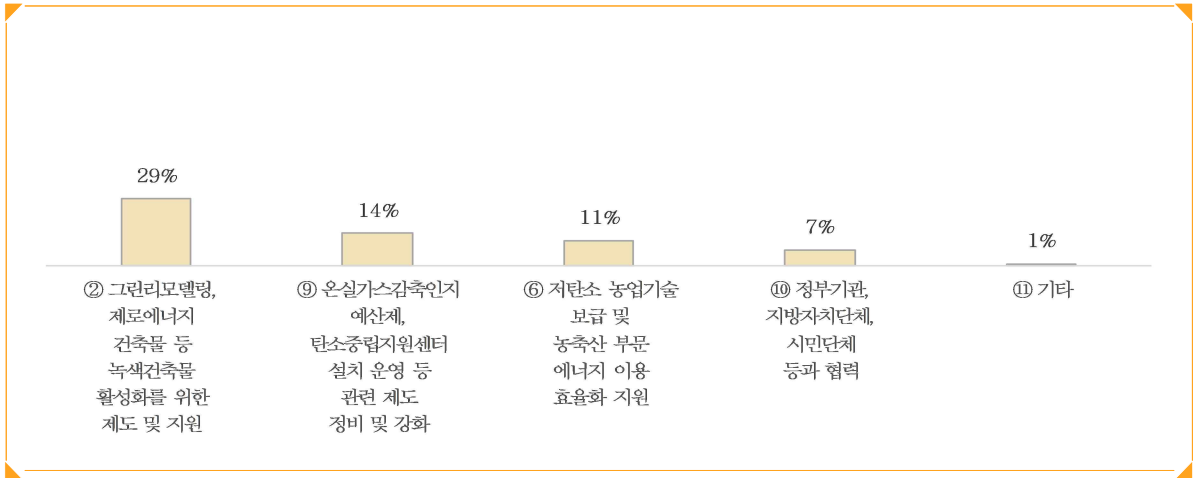 29%
14%
11%
7%
1%
② 그린리모델링,
제로에너지
건축물 등
녹색건축물
활성화를 위한
제도 및 지원
⑨ 온실가스감축인지
예산제,
탄소중립지원센터
설치 운영 등
관련 제도
정비 및 강화
⑥ 저탄소 농업기술
보급 및
농축산 부문
에너지 이용
효율화 지원
⑩ 정부기관,
지방자치단체,
시민단체
등과 협력
⑪ 기타